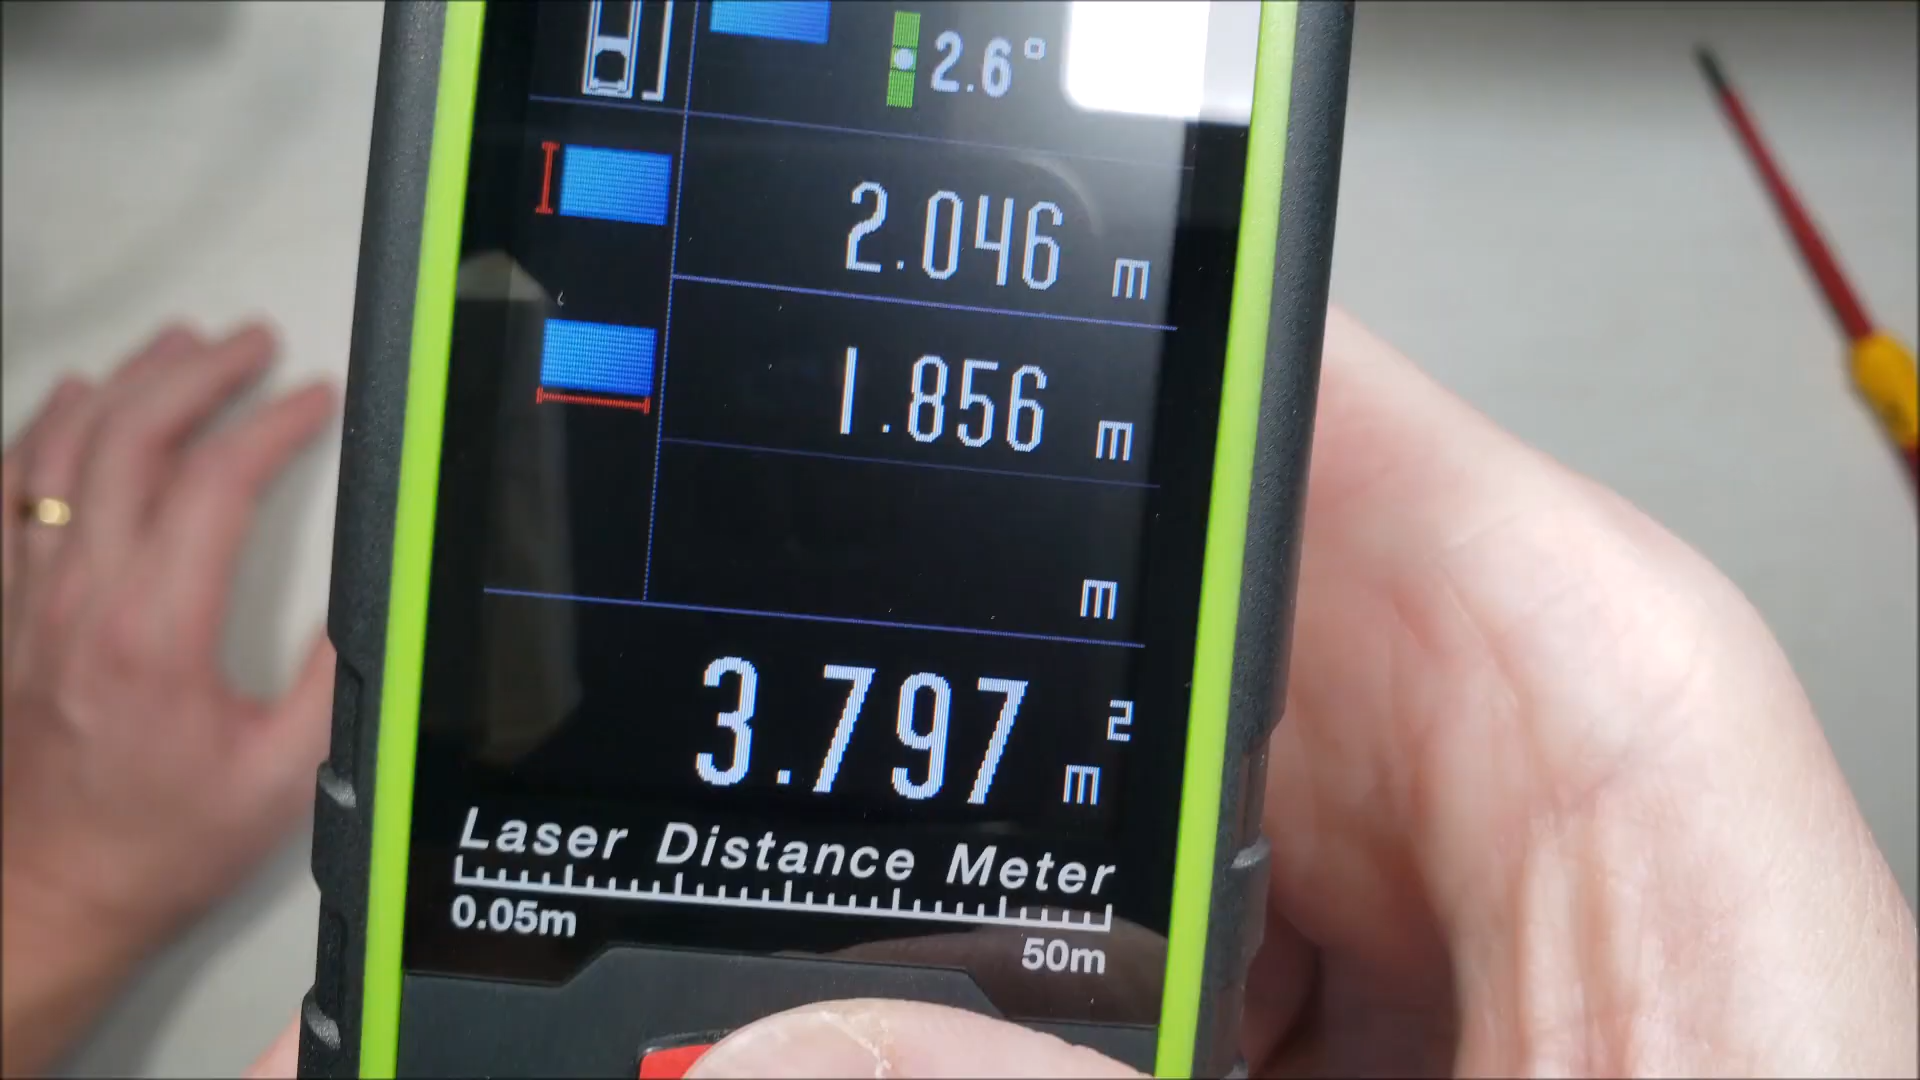 2.6°
2.046 m
1.856 m
m
3.797 m²
Laser Distance Meter
0.05m
50m